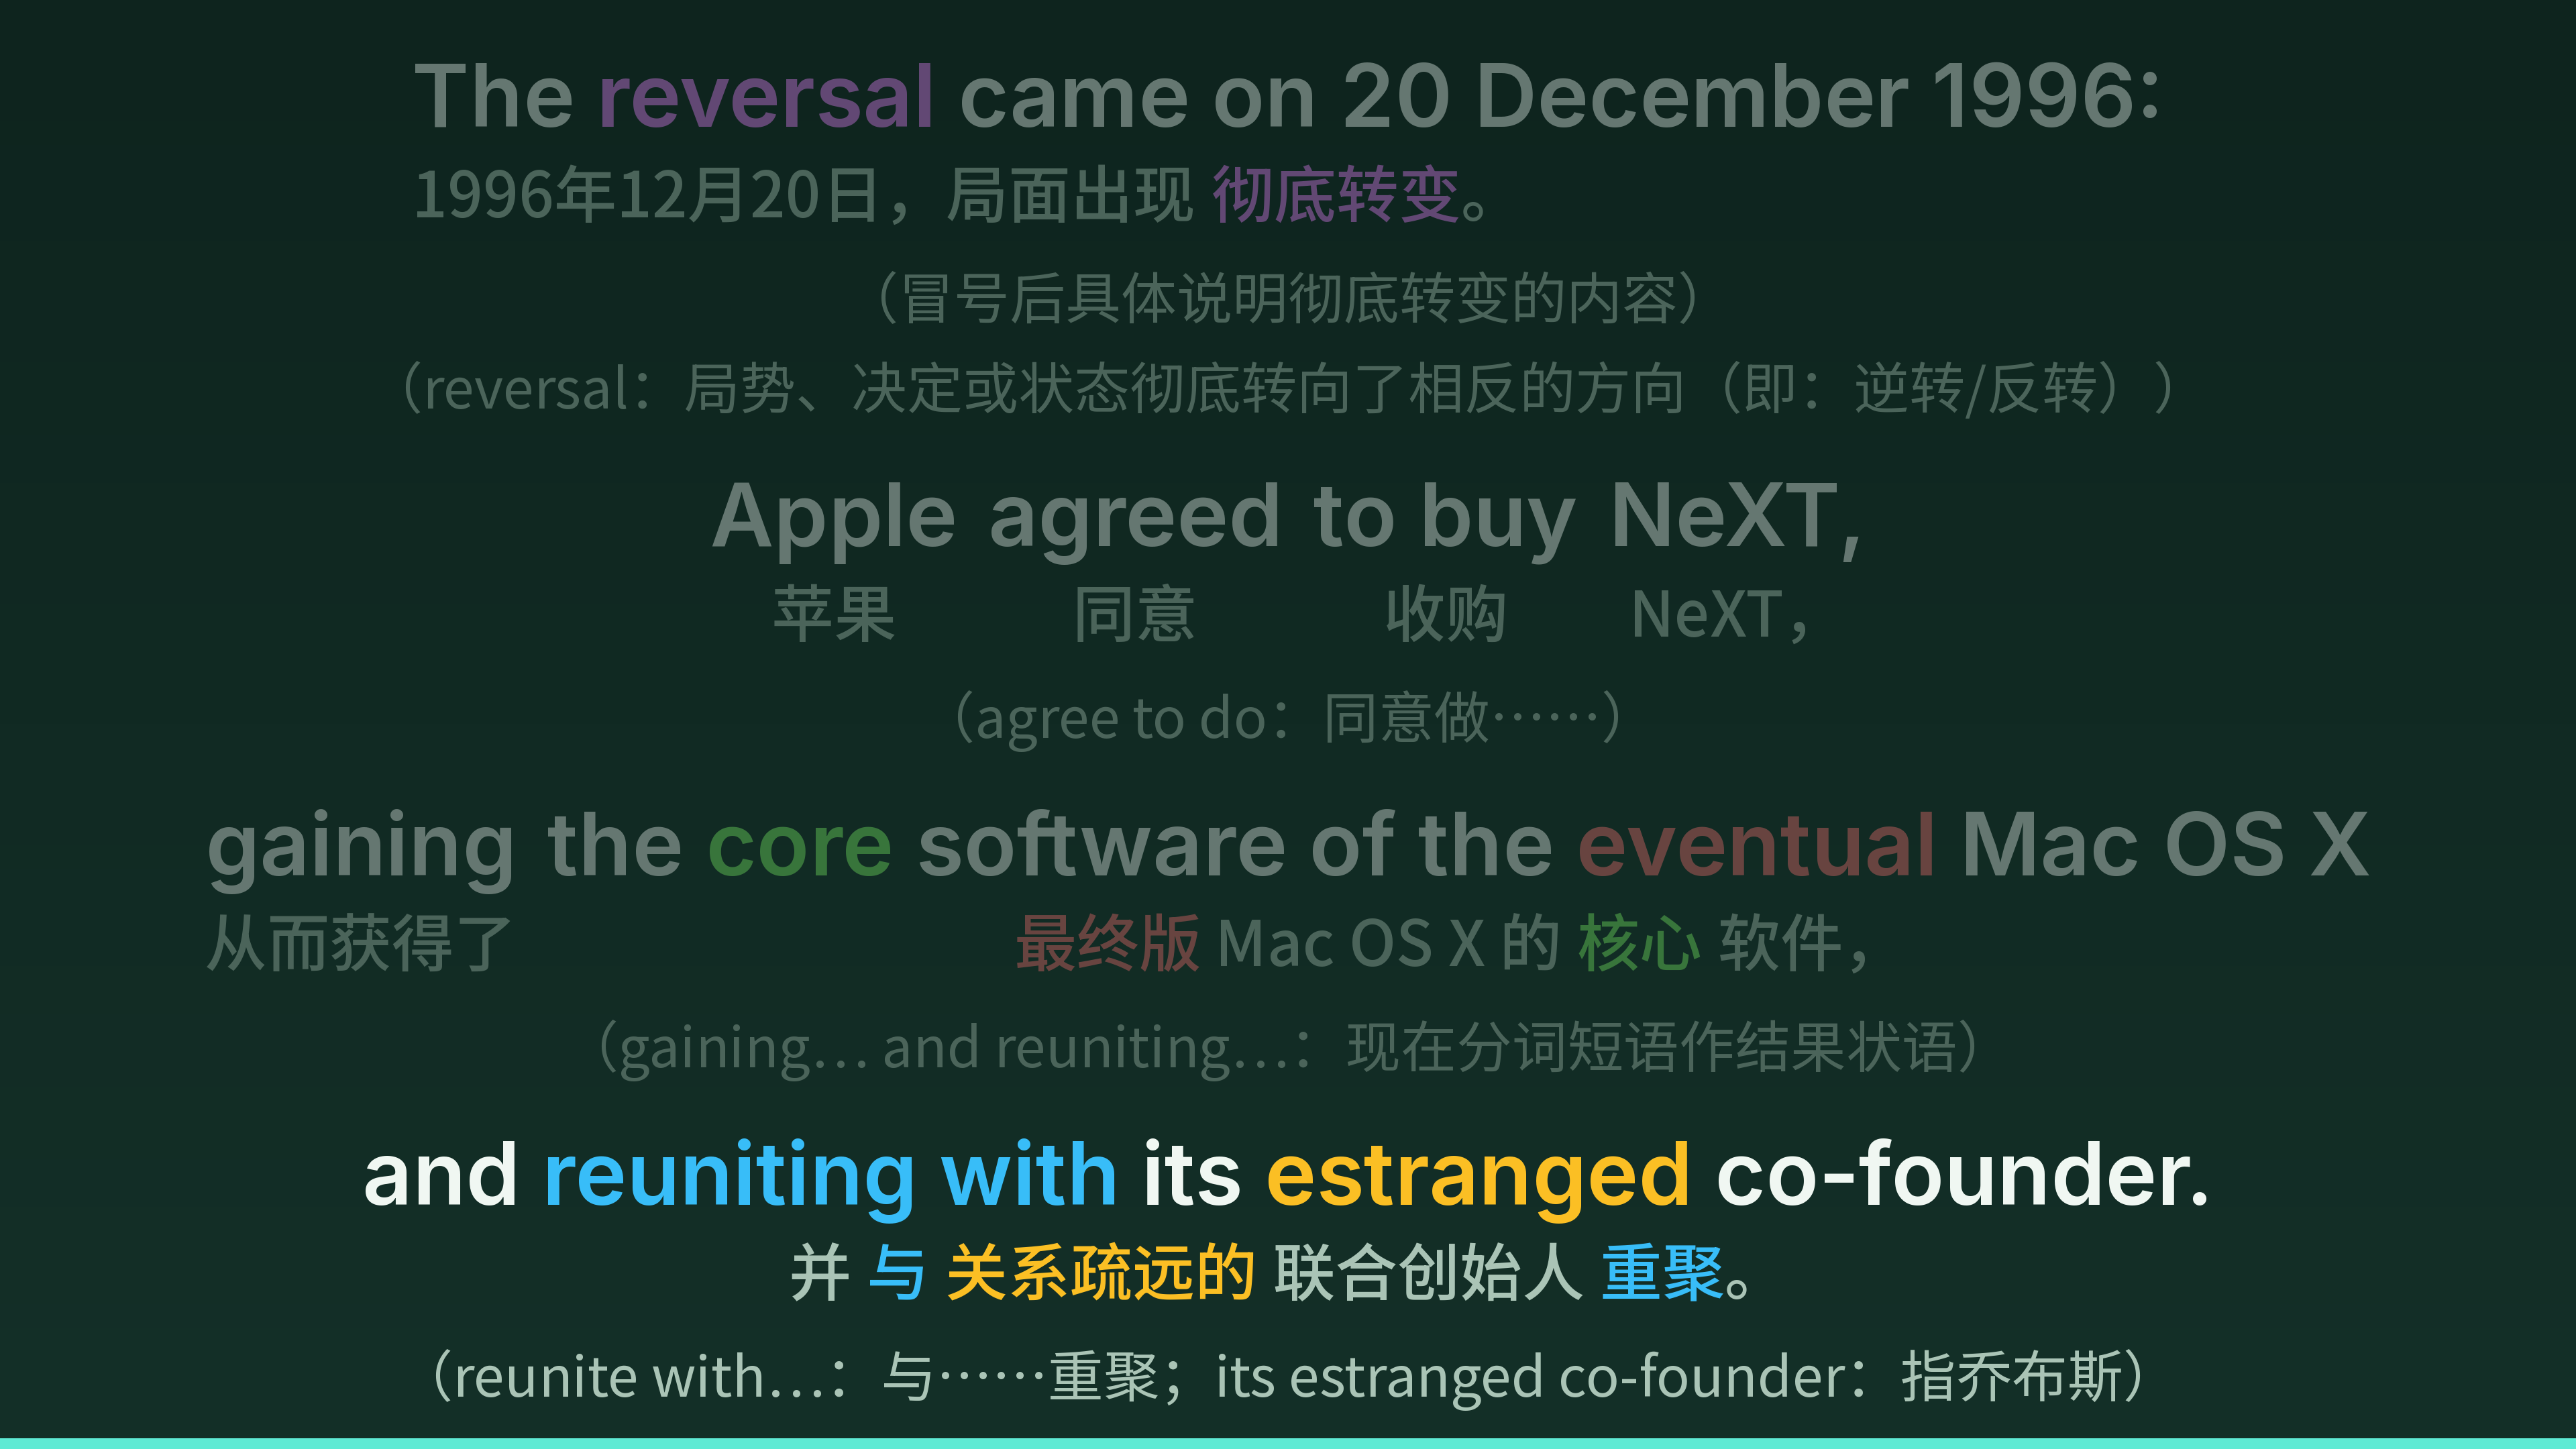 The reversal came on 20 December 1996:
1996年12月20日，局面出现 彻底转变。
（冒号后具体说明彻底转变的内容）
（reversal：局势、决定或状态彻底转向了相反的方向（即：逆转/反转））
Apple agreed to buy NeXT,
苹果 同意 收购 NeXT，
（agree to do：同意做……）
gaining the core software of the eventual Mac OS X
从而获得了 最终版 Mac OS X 的 核心 软件，
（gaining… and reuniting…：现在分词短语作结果状语）
and reuniting with its estranged co-founder.
并 与 关系疏远的 联合创始人 重聚。
（reunite with…：与……重聚；its estranged co-founder：指乔布斯）